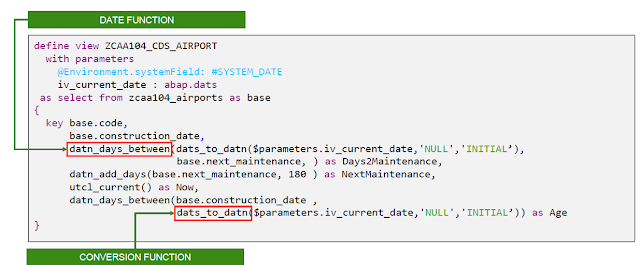 DATE FUNCTION
define view ZCAA104_CDS_AIRPORT
with parameters
@Environment.systemField: #SYSTEM_DATE
iv_current_date : abap.dats
as select from zcaa104_airports as base
{
key base.code,
base.construction_date,
datn_days_between(dats_to_datn($parameters.iv_current_date,'NULL','INITIAL’),
base.next_maintenance, ) as Days2Maintenance,
datn_add_days(base.next_maintenance, 180 ) as NextMaintenance,
utcl_current() as Now,
datn_days_between(base.construction_date ,
dats_to_datn($parameters.iv_current_date,'NULL','INITIAL’)) as Age
}
CONVERSION FUNCTION